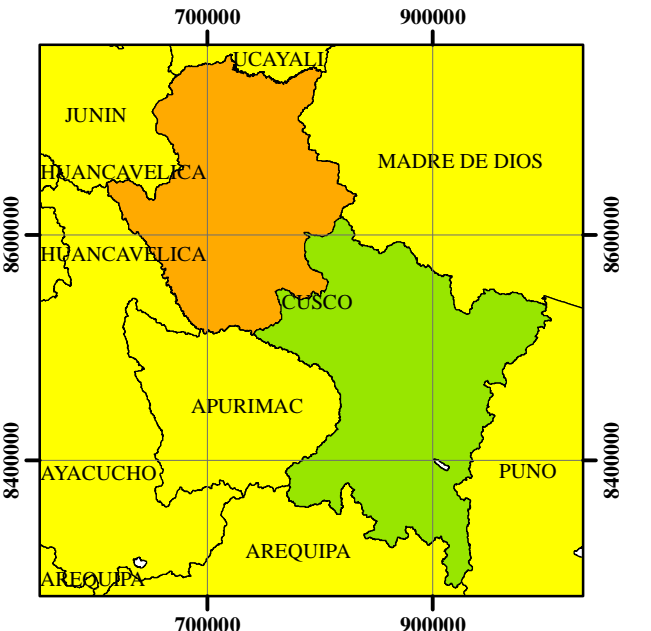 700000 900000
UCAYALI
JUNIN
MADRE DE DIOS
HUANCAVELICA
8600000 8600000
HUANCAVELICA
CUSCO
APURIMAC
8400000 8400000
AYACUCHO
PUNO
AREQUIPA
AREQUIPA
700000 900000